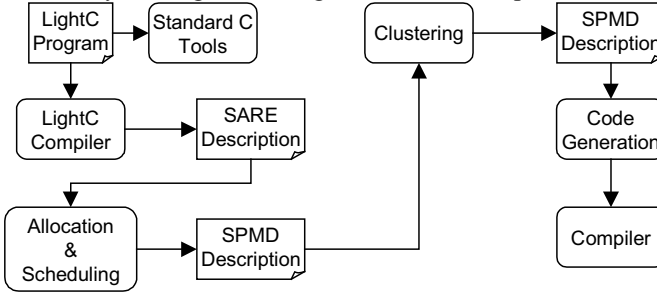 LightC
Program
Standard C
Tools
Clustering
SPMD
Description
LightC
Compiler
SARE
Description
Code
Generation
Allocation
&
Scheduling
SPMD
Description
Compiler